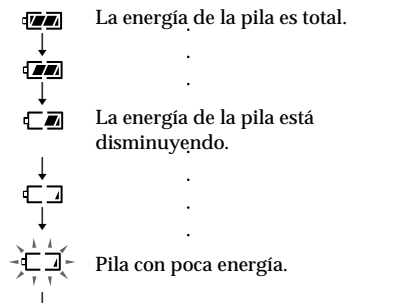 La energía de la pila es total.
.
.
.
La energía de la pila está
disminuyendo.
.
.
.
.
Pila con poca energía.